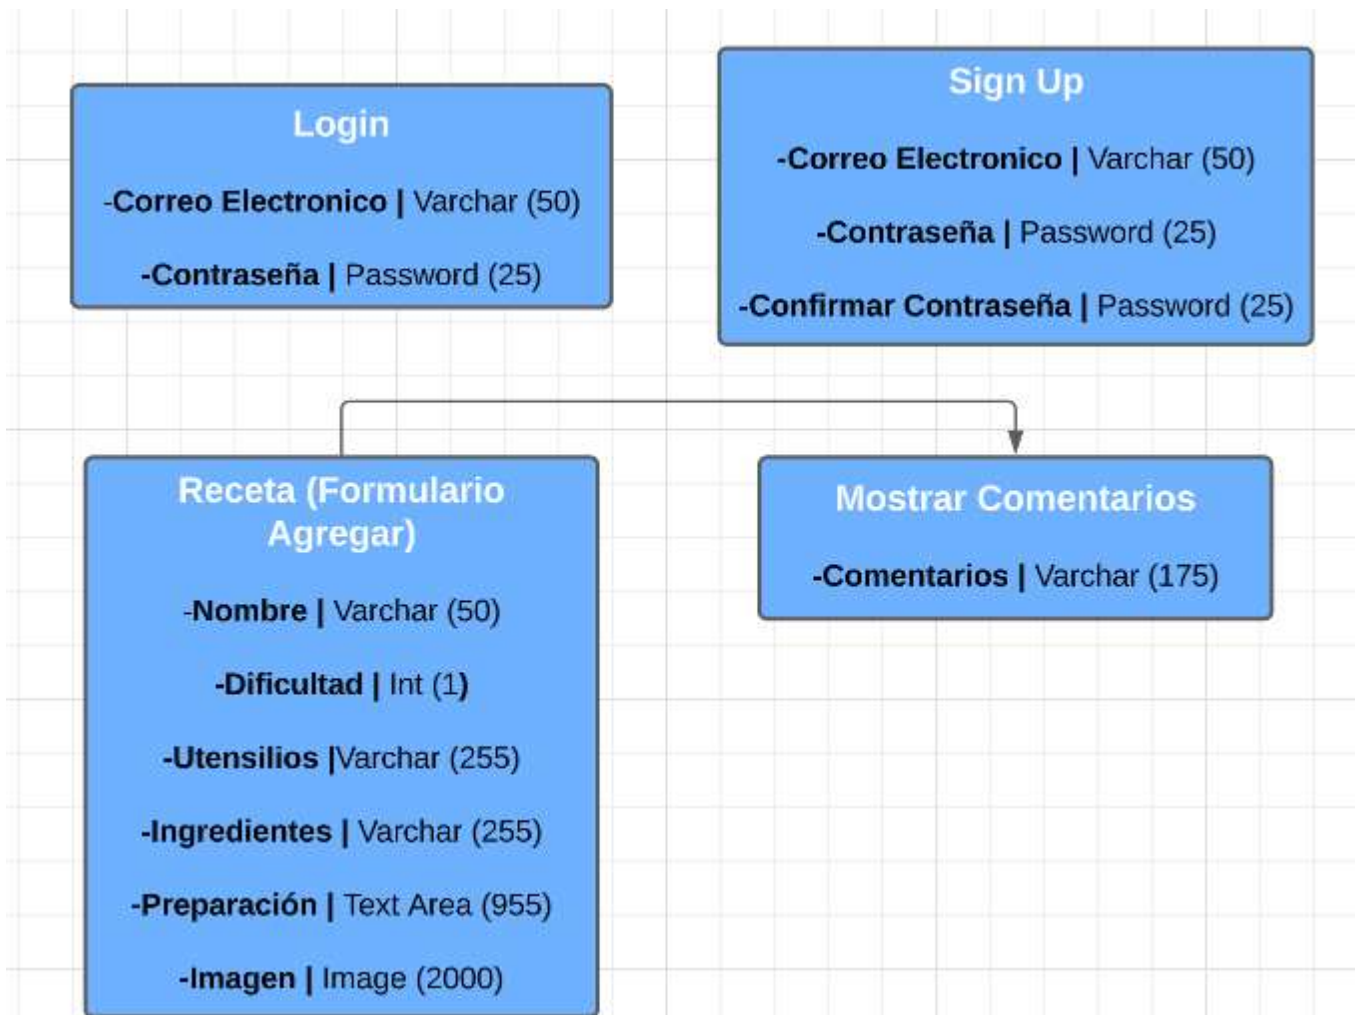 Login
-Correo Electronico | Varchar (50)
-Contraseña | Password (25)
Sign Up
-Correo Electronico | Varchar (50)
-Contraseña | Password (25)
-Confirmar Contraseña | Password (25)
Receta (Formulario
Agregar)
-Nombre | Varchar (50)
-Dificultad | Int (1)
-Utensilios |Varchar (255)
-Ingredientes | Varchar (255)
-Preparación | Text Area (955)
-Imagen | Image (2000)
Mostrar Comentarios
-Comentarios | Varchar (175)